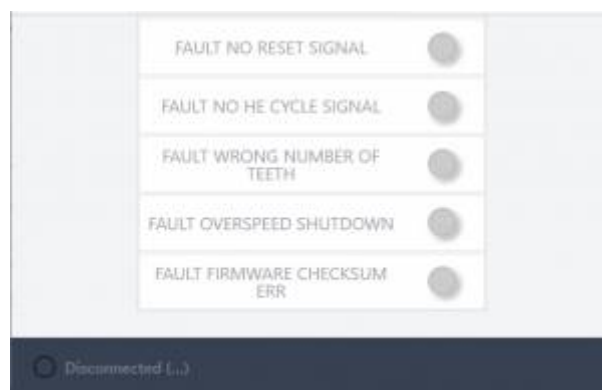 FAULT NO RESET SIGNAL
FAULT NO HE CYCLE SIGNAL
FAULT WRONG NUMBER OF
TEETH
FAULT OVERSPEED SHUTDOWN
FAULT FIRMWARE CHECKSUM
ERR
Disconnected (...)